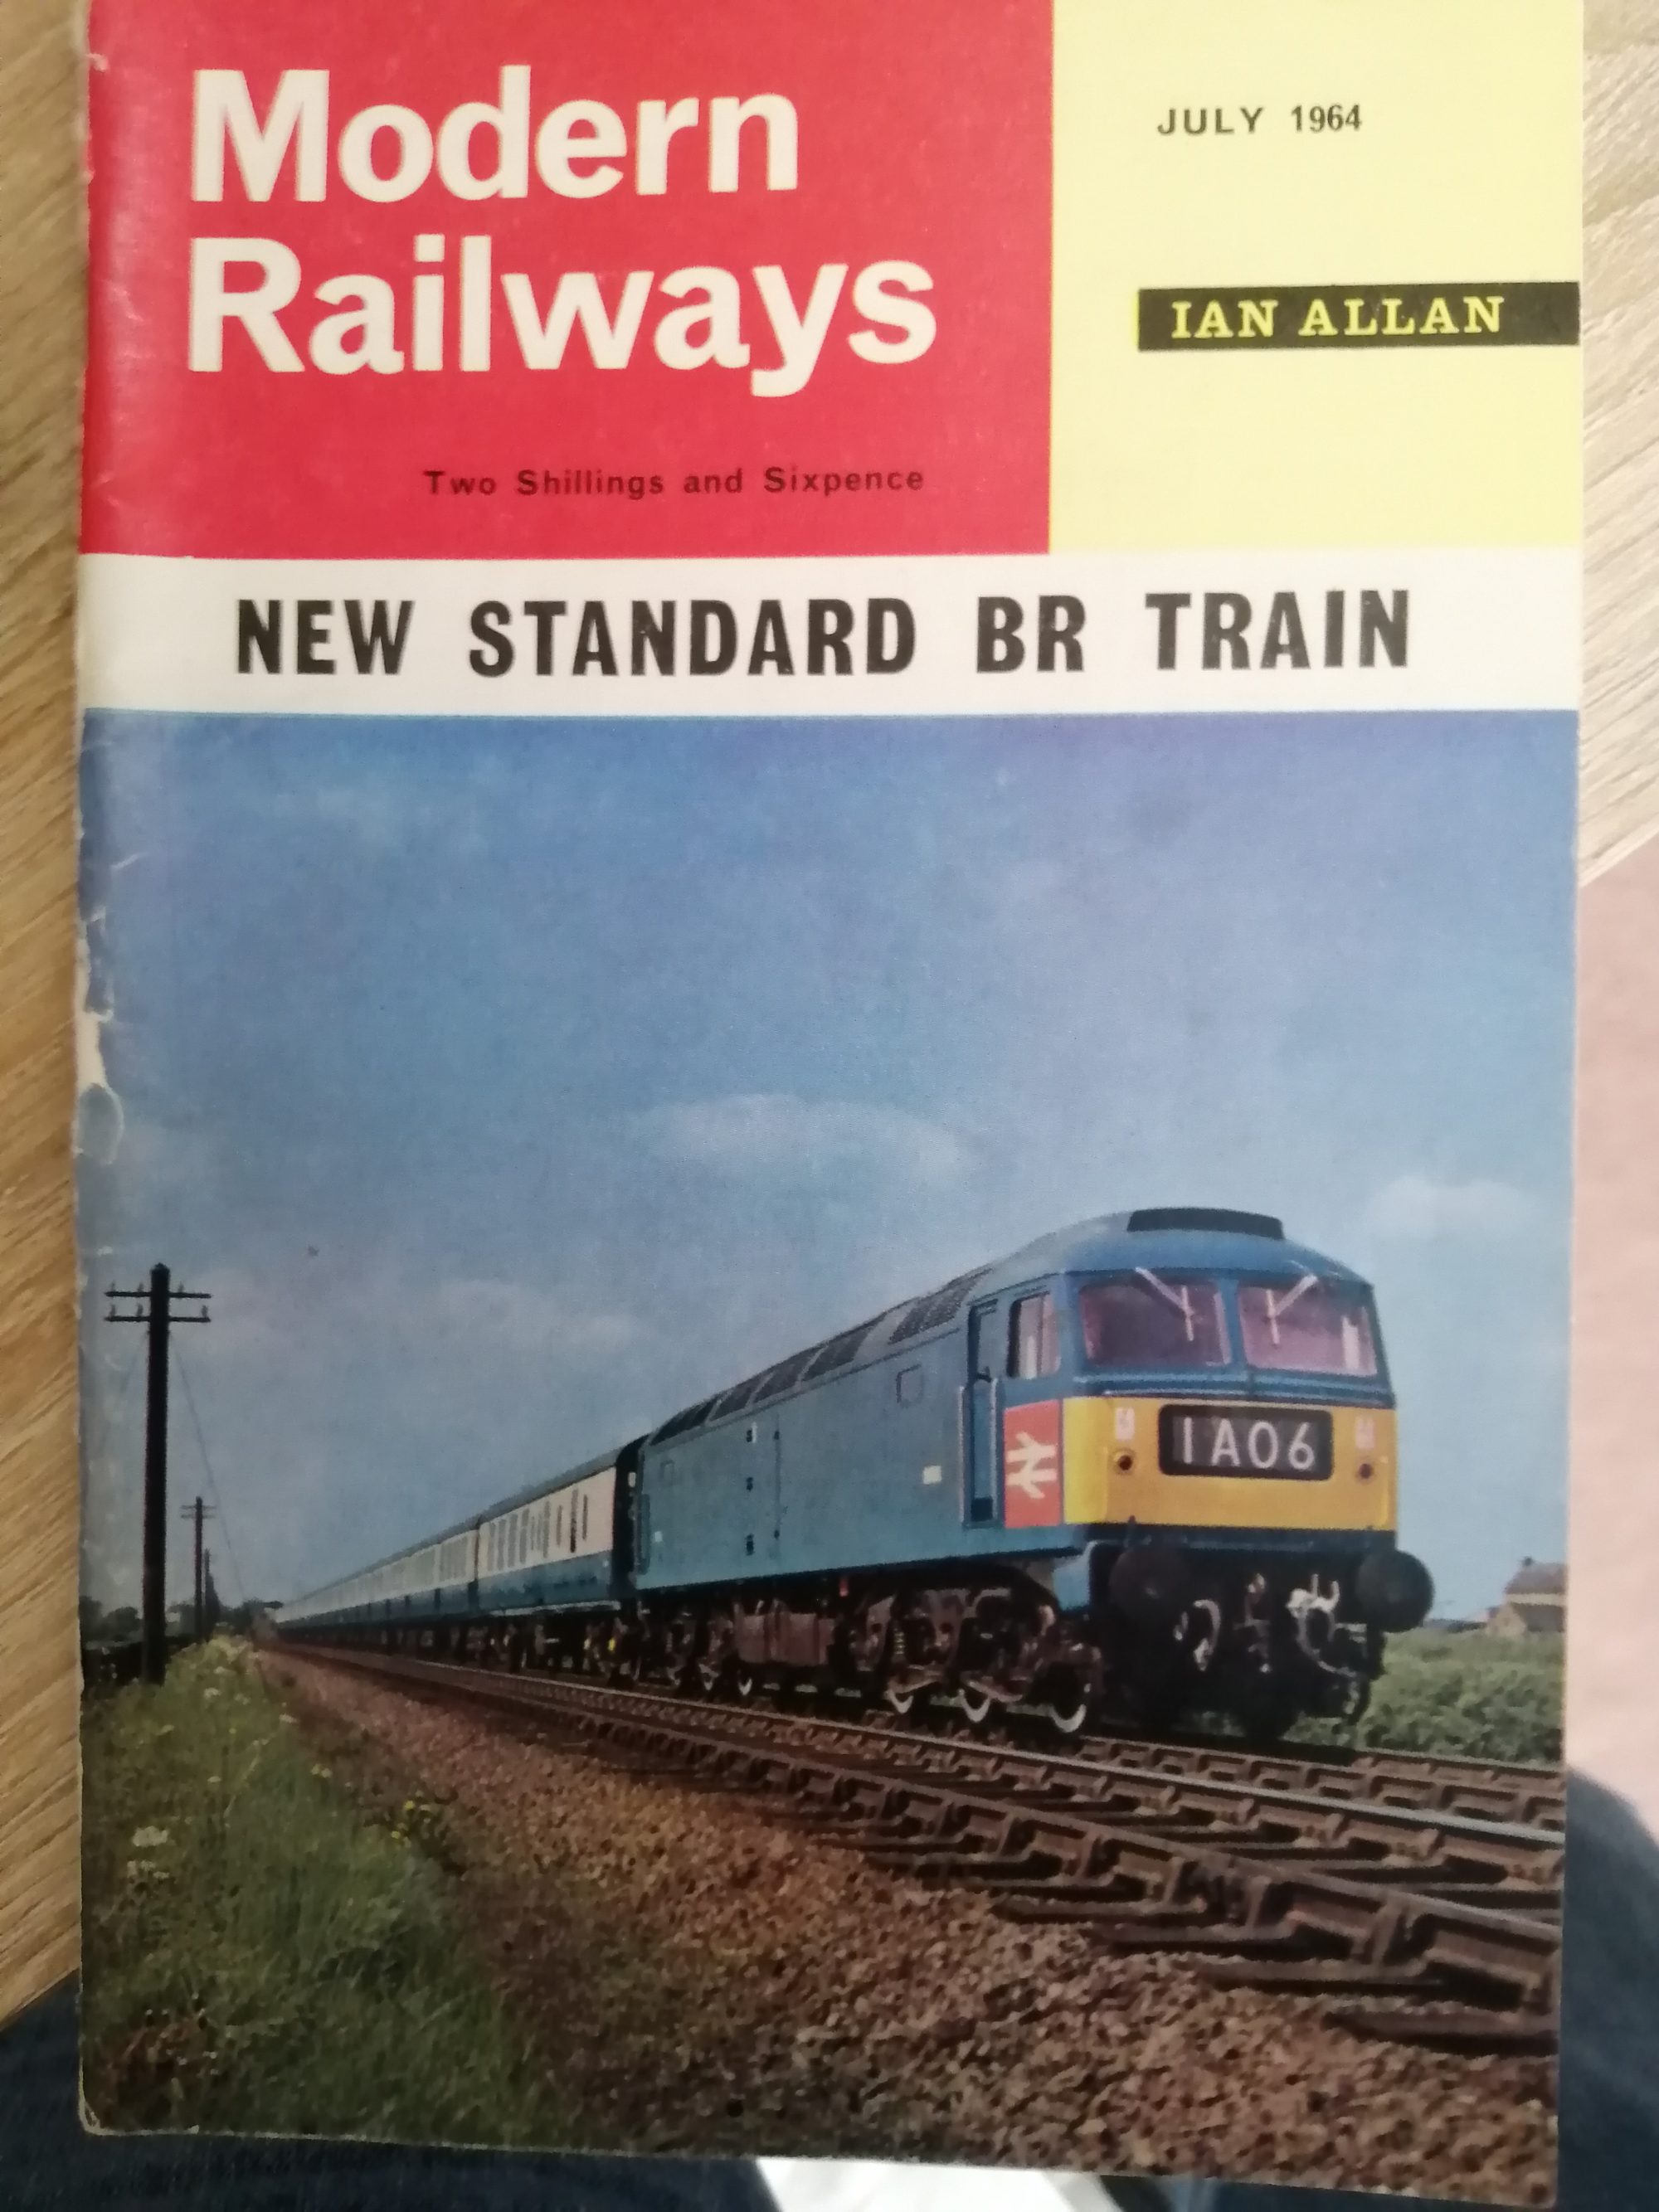 Modern
Railways
Two Shillings and Sixpence
JULY 1964
IAN ALLAN
NEW STANDARD BR TRAIN
1A06